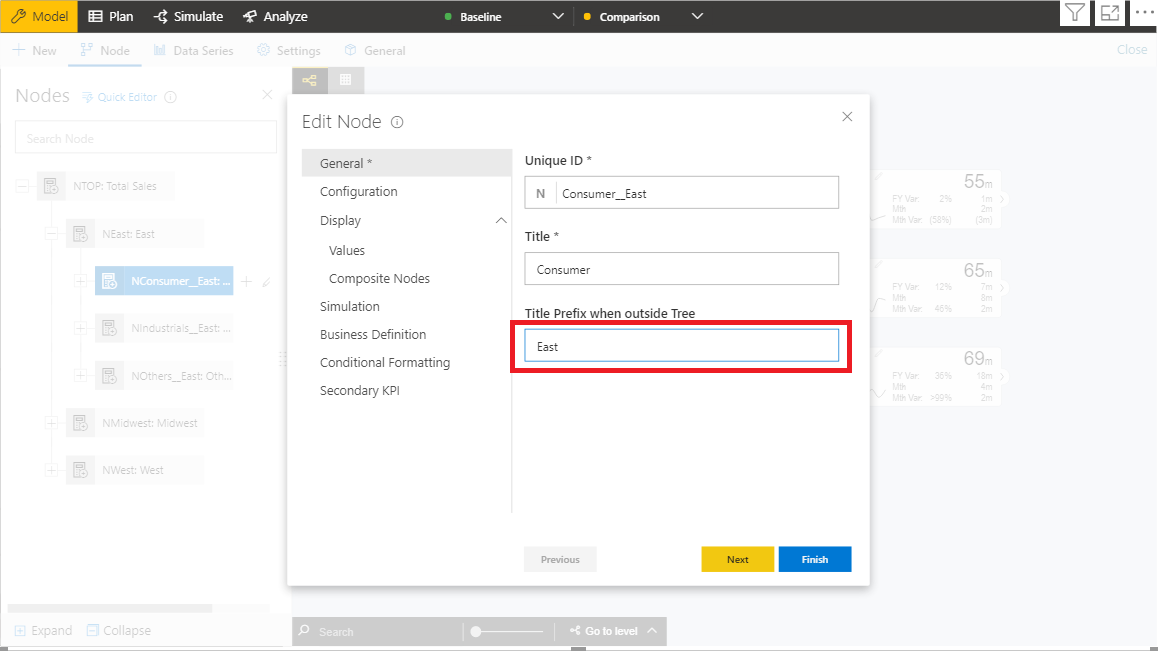 Model Plan Simulate Analyze Baseline Comparison
New Node Data Series Settings General Close
Nodes Quick Editor
Search Node
NTOP: Total Sales
NEast: East
NConsumer__East: ...
NIndustrials__East: ...
NOthers__East: Oth...
NMidwest: Midwest
NWest: West
Expand Collapse
Edit Node
General *
Configuration
Display
Values
Composite Nodes
Simulation
Business Definition
Conditional Formatting
Secondary KPI
Unique ID *
N Consumer__East
Title *
Consumer
Title Prefix when outside Tree
East
Previous Next Finish
55m
FY Var: 2% 1m
Mth 2m
Mth Var: (58%) (3m)
65m
FY Var: 12% 7m
Mth 8m
Mth Var: 46% 2m
69m
FY Var: 35% 18m
Mth 4m
Mth Var: >99% 2m
Search Go to level